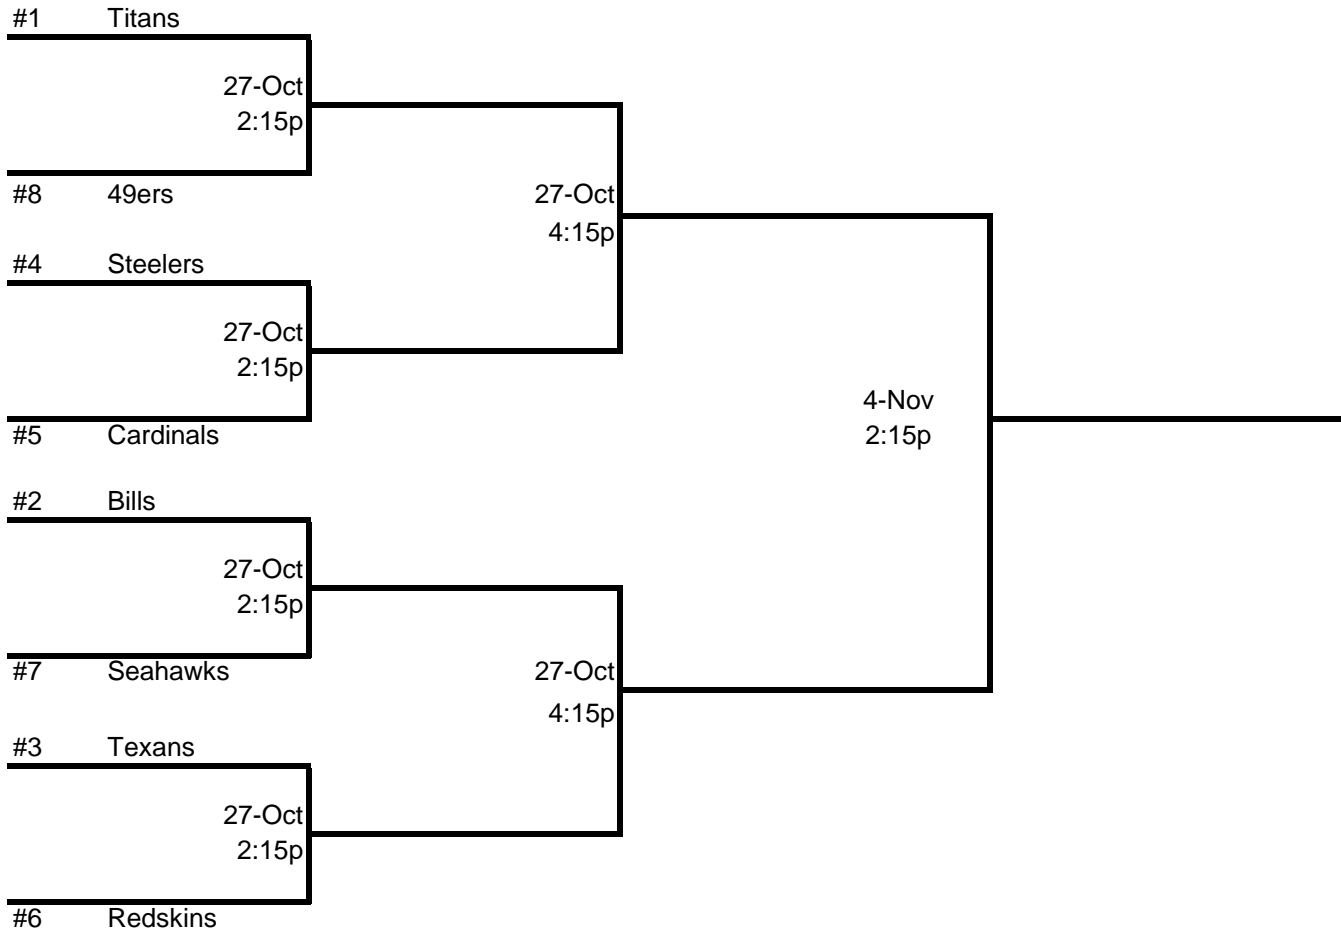 #1 Titans
27-Oct
2:15p
#8 49ers
27-Oct
4:15p
#4 Steelers
27-Oct
2:15p
#5 Cardinals
4-Nov
2:15p
#2 Bills
27-Oct
2:15p
#7 Seahawks
27-Oct
4:15p
#3 Texans
27-Oct
2:15p
#6 Redskins